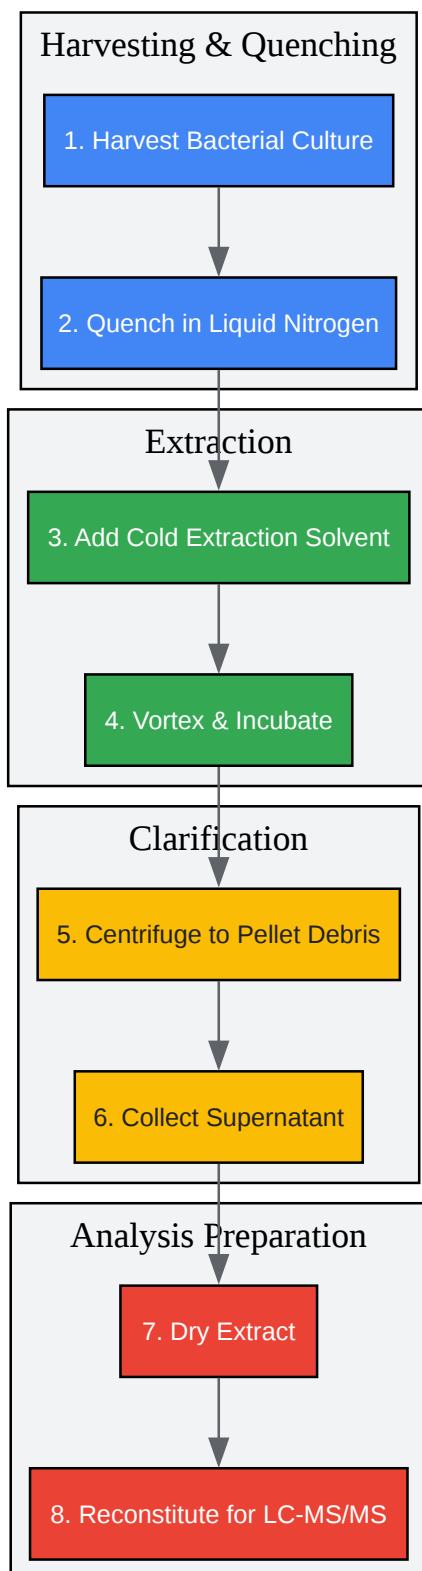 Harvesting & Quenching
1. Harvest Bacterial Culture
2. Quench in Liquid Nitrogen
Extraction
3. Add Cold Extraction Solvent
4. Vortex & Incubate
Clarification
5. Centrifuge to Pellet Debris
6. Collect Supernatant
Analysis Preparation
7. Dry Extract
8. Reconstitute for LC-MS/MS